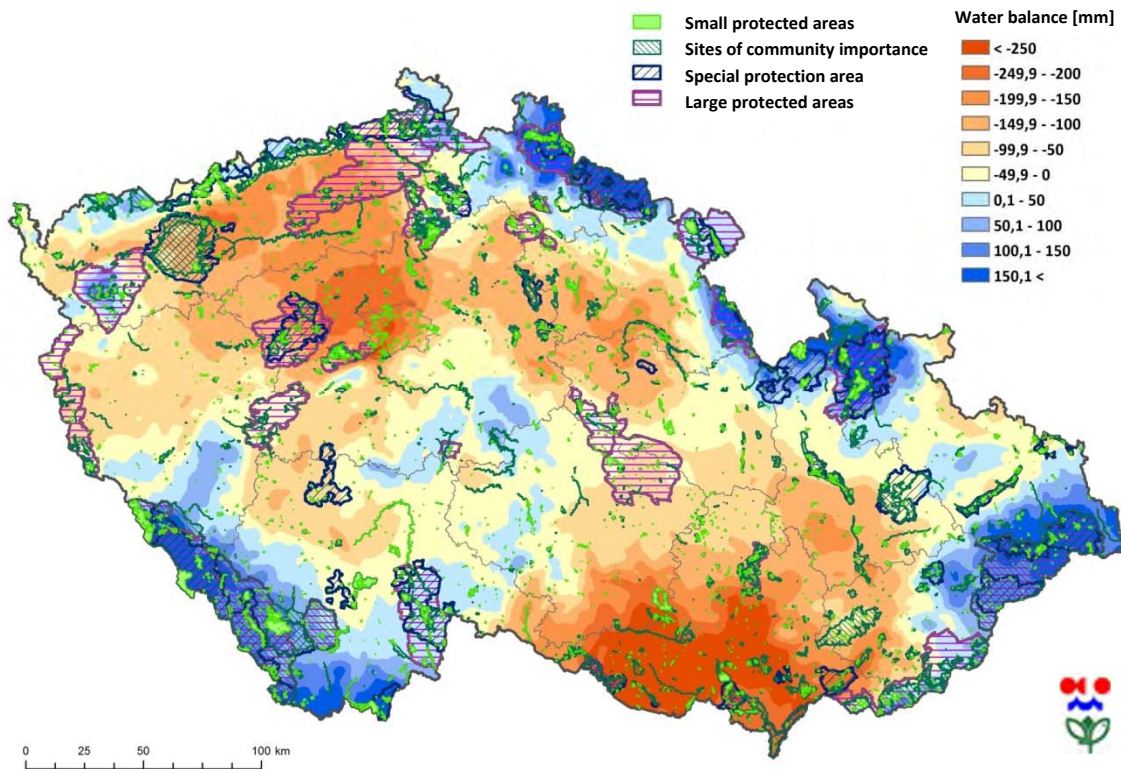 Small protected areas
Sites of community importance
Special protection area
Large protected areas
Water balance [mm]
< -250
-249,9 - -200
-199,9 - -150
-149,9 - -100
-99,9 - -50
-49,9 - 0
0,1 - 50
50,1 - 100
100,1 - 150
150,1 <
0 25 50 100 km